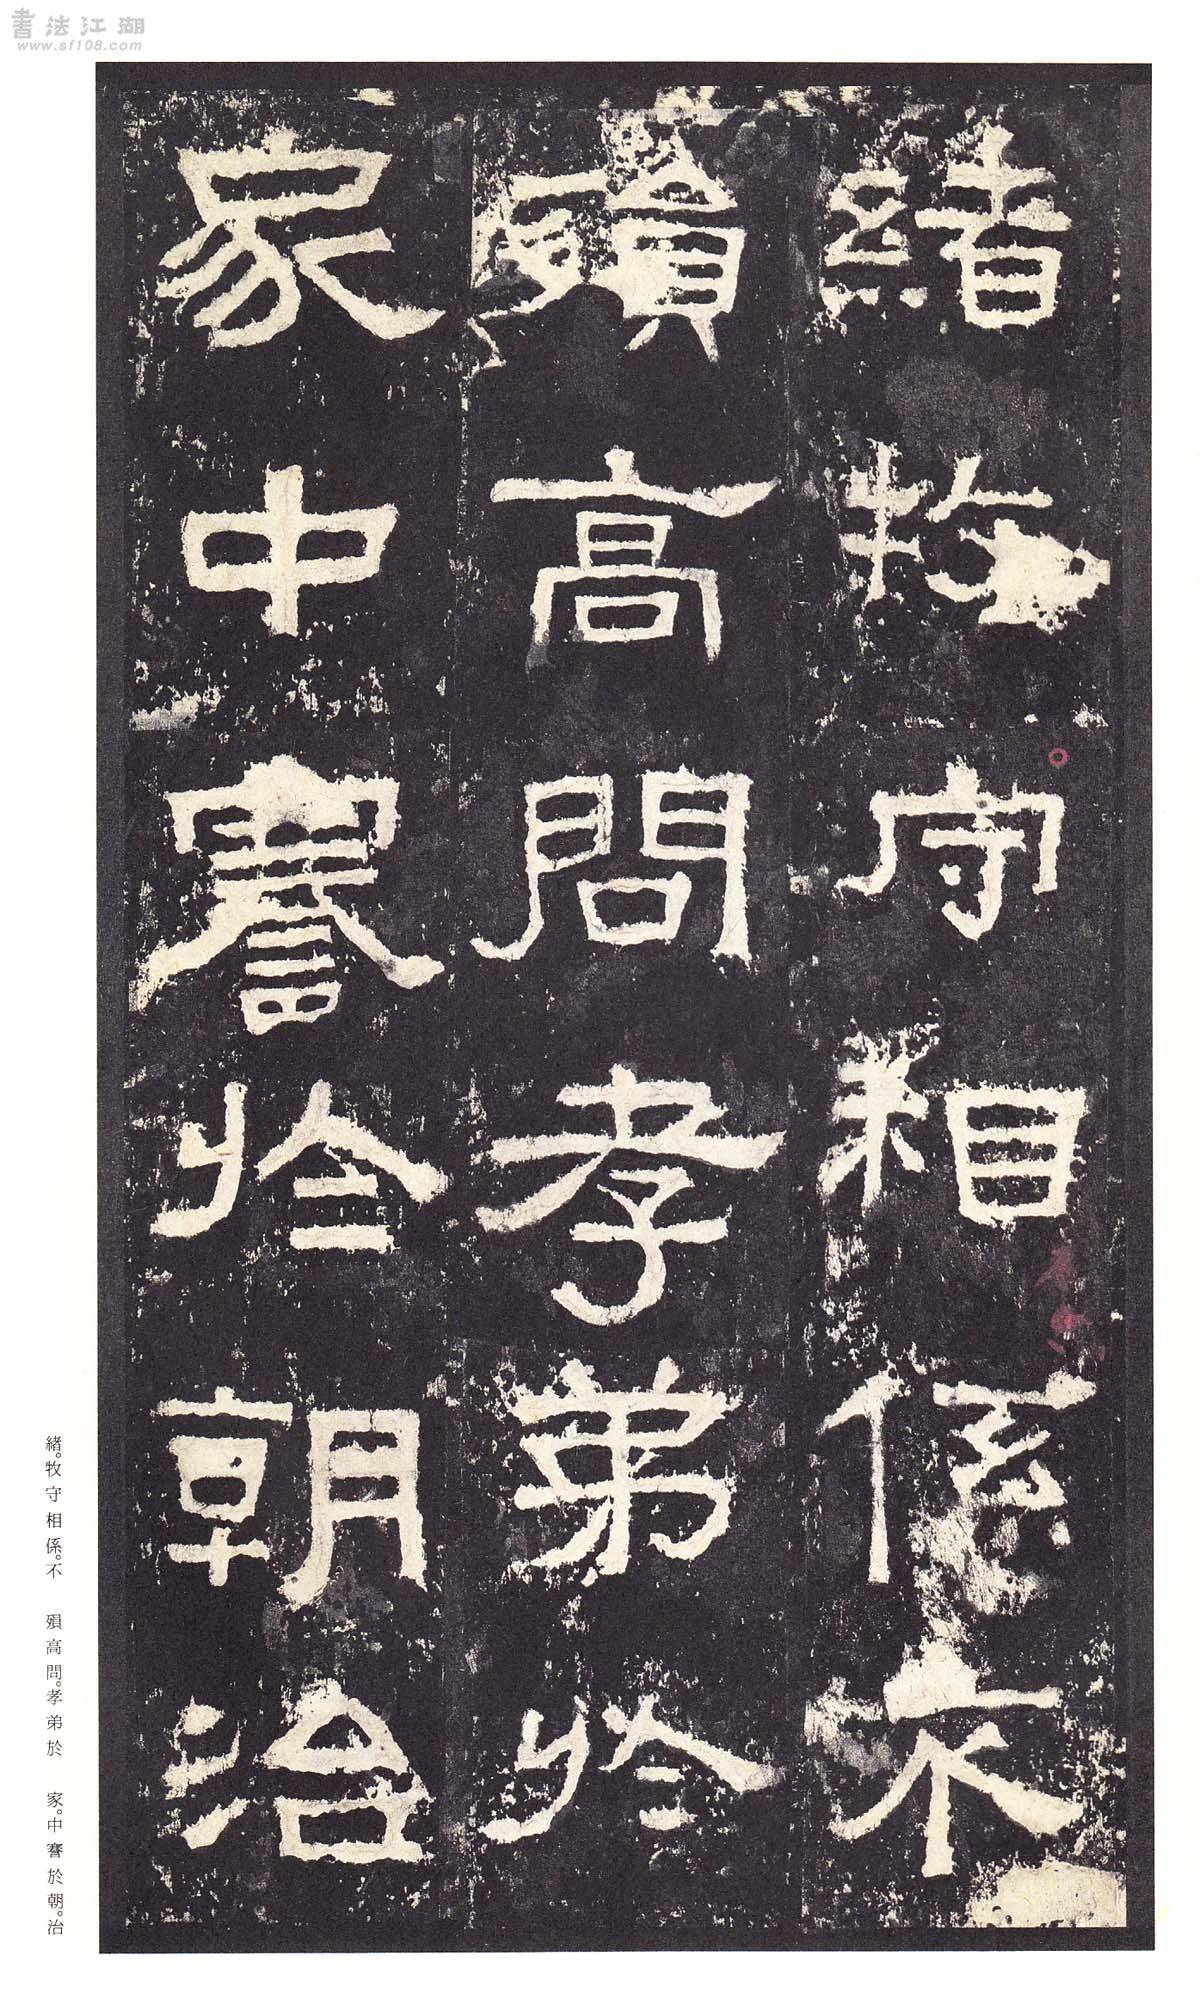 書法江湖
www.sf108.com
緒牧守相係不
殞高問孝弟於
家中謇於朝治
緒。牧守相係。不 殞高問。孝弟於 家。中謇於朝。治